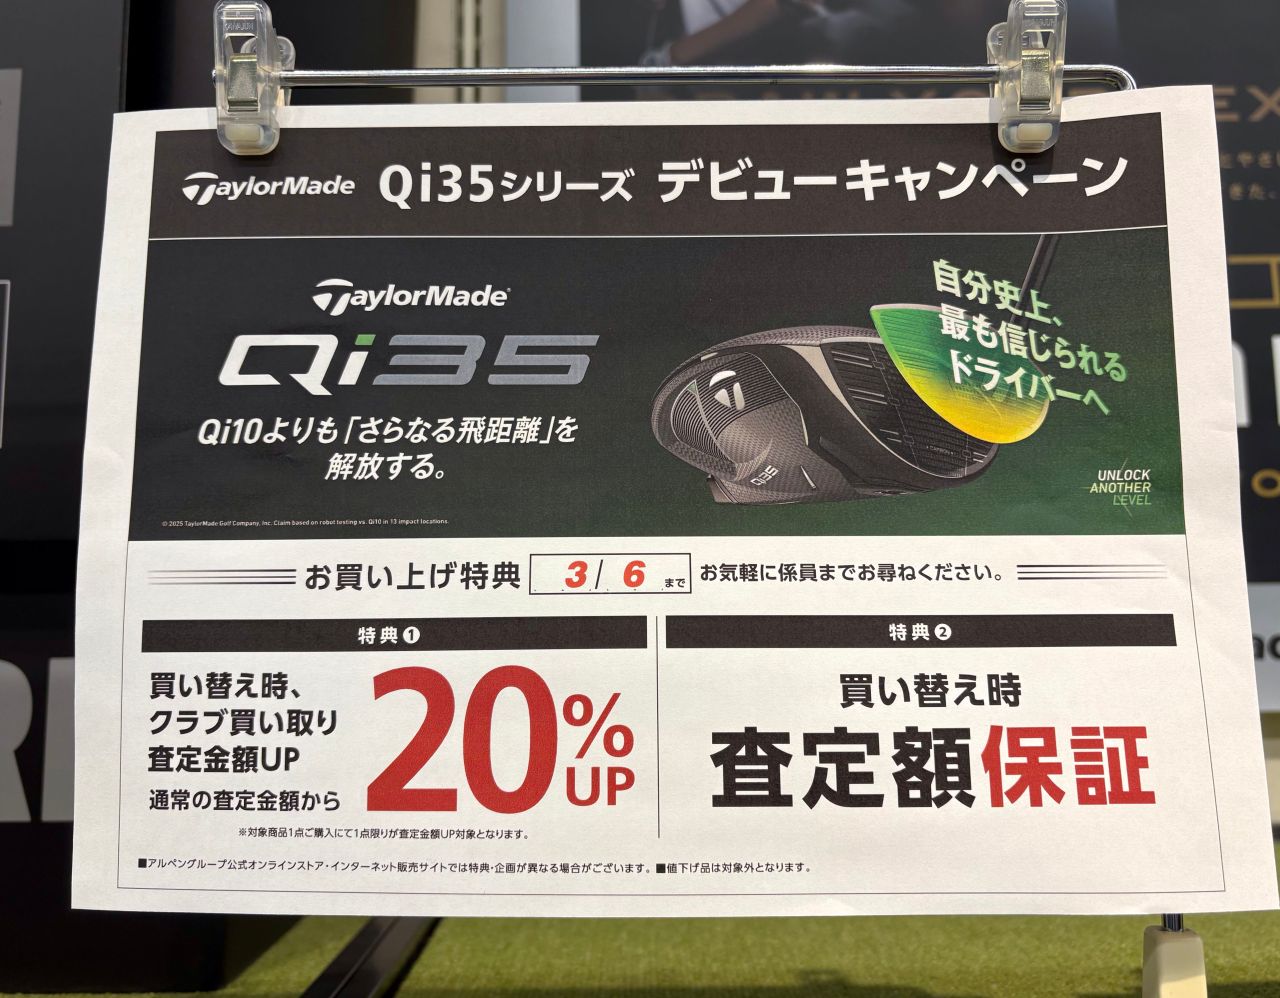 TaylorMade Qi35シリーズ デビューキャンペーン
TaylorMade
Qi35
Qi10よりも「さらなる飛距離」を
解放する。
自分史上、
最も信じられる
ドライバーへ
Qi35
UNLOCK
ANOTHER
LEVEL
© 2025 TaylorMade Golf Company, Inc. Claim based on robot testing vs. Qi10 in 13 impact locations.
お買い上げ特典 3/6まで お気軽に係員までお尋ねください。
特典❶
買い替え時、
クラブ買い取り
査定金額UP
通常の査定金額から
20%UP
※対象商品1点ご購入にて1点限りが査定金額UP対象となります。
特典❷
買い替え時
査定額保証
■アルペングループ公式オンラインストア・インターネット販売サイトでは特典・企画が異なる場合がございます。■値下げ品は対象外となります。